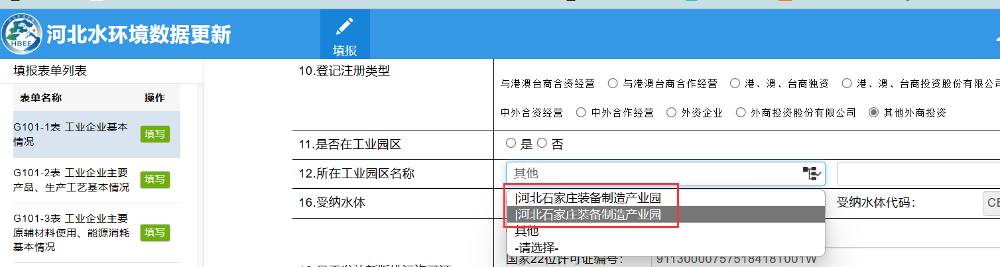 HBEE
河北水环境数据更新
填报
填报表单列表
表单名称 操作
G101-1表 工业企业基本
情况
填写
G101-2表 工业企业主要
产品、生产工艺基本情况
填写
G101-3表 工业企业主要
原辅材料使用、能源消耗
基本情况
填写
10.登记注册类型
与港澳台商合资经营 与港澳台商合作经营 港、澳、台商独资 港、澳、台商投资股份有限公司
中外合资经营 中外合作经营 外资企业 外商投资股份有限公司 其他外商投资
11.是否在工业园区
是 否
12.所在工业园区名称
其他
|河北石家庄装备制造产业园
|河北石家庄装备制造产业园
其他
-请选择-
16.受纳水体
受纳水体代码：
国家22位许可证编号：